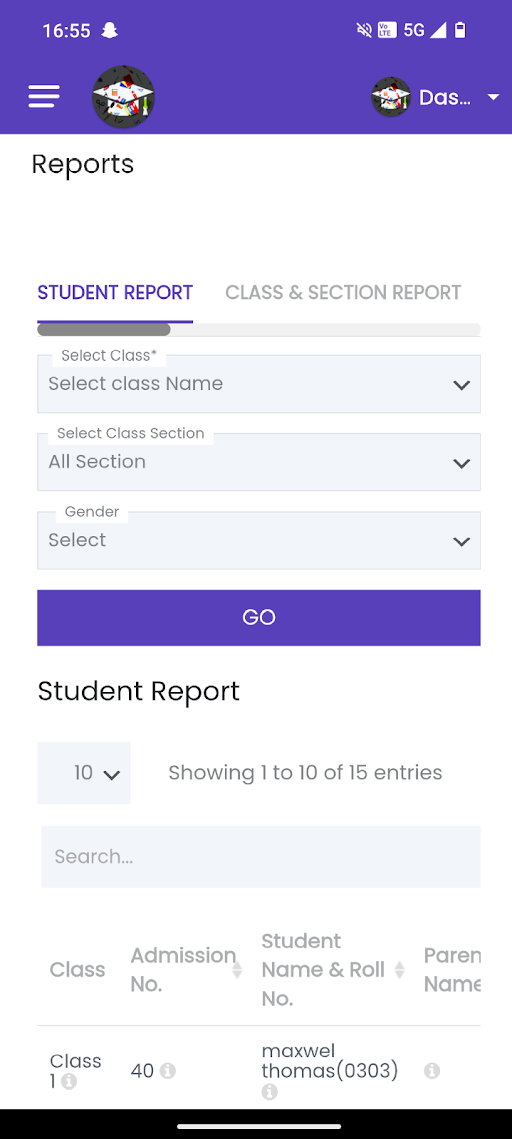 16:55 Vo LTE 5G
Das...
Reports
STUDENT REPORT CLASS & SECTION REPORT
Select Class*
Select class Name
Select Class Section
All Section
Gender
Select
GO
Student Report
10 Showing 1 to 10 of 15 entries
Search...
Class Admission No. Student Name & Roll No. Paren Name
Class 1 40 maxwel thomas(0303)